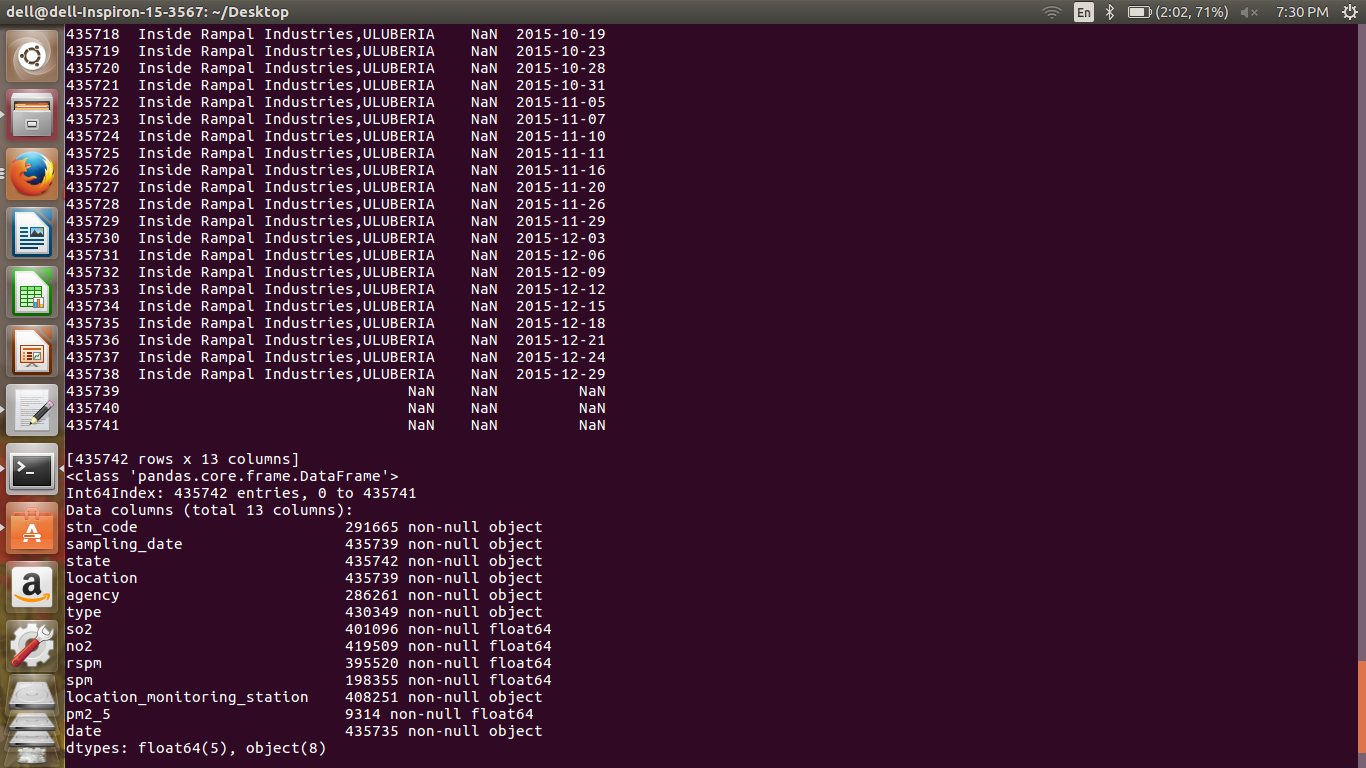 dell@dell-Inspiron-15-3567: ~/Desktop En (2:02, 71%) 7:30 PM
435718 Inside Rampal Industries,ULUBERIA NaN 2015-10-19
435719 Inside Rampal Industries,ULUBERIA NaN 2015-10-23
435720 Inside Rampal Industries,ULUBERIA NaN 2015-10-28
435721 Inside Rampal Industries,ULUBERIA NaN 2015-10-31
435722 Inside Rampal Industries,ULUBERIA NaN 2015-11-05
435723 Inside Rampal Industries,ULUBERIA NaN 2015-11-07
435724 Inside Rampal Industries,ULUBERIA NaN 2015-11-10
435725 Inside Rampal Industries,ULUBERIA NaN 2015-11-11
435726 Inside Rampal Industries,ULUBERIA NaN 2015-11-16
435727 Inside Rampal Industries,ULUBERIA NaN 2015-11-20
435728 Inside Rampal Industries,ULUBERIA NaN 2015-11-26
435729 Inside Rampal Industries,ULUBERIA NaN 2015-11-29
435730 Inside Rampal Industries,ULUBERIA NaN 2015-12-03
435731 Inside Rampal Industries,ULUBERIA NaN 2015-12-06
435732 Inside Rampal Industries,ULUBERIA NaN 2015-12-09
435733 Inside Rampal Industries,ULUBERIA NaN 2015-12-12
435734 Inside Rampal Industries,ULUBERIA NaN 2015-12-15
435735 Inside Rampal Industries,ULUBERIA NaN 2015-12-18
435736 Inside Rampal Industries,ULUBERIA NaN 2015-12-21
435737 Inside Rampal Industries,ULUBERIA NaN 2015-12-24
435738 Inside Rampal Industries,ULUBERIA NaN 2015-12-29
435739 NaN NaN NaN
435740 NaN NaN NaN
435741 NaN NaN NaN
[435742 rows x 13 columns]
<class 'pandas.core.frame.DataFrame'>
Int64Index: 435742 entries, 0 to 435741
Data columns (total 13 columns):
stn_code 291665 non-null object
sampling_date 435739 non-null object
state 435742 non-null object
location 435739 non-null object
agency 286261 non-null object
type 430349 non-null object
so2 401096 non-null float64
no2 419509 non-null float64
rspm 395520 non-null float64
spm 198355 non-null float64
location_monitoring_station 408251 non-null object
pm2_5 9314 non-null float64
date 435735 non-null object
dtypes: float64(5), object(8)